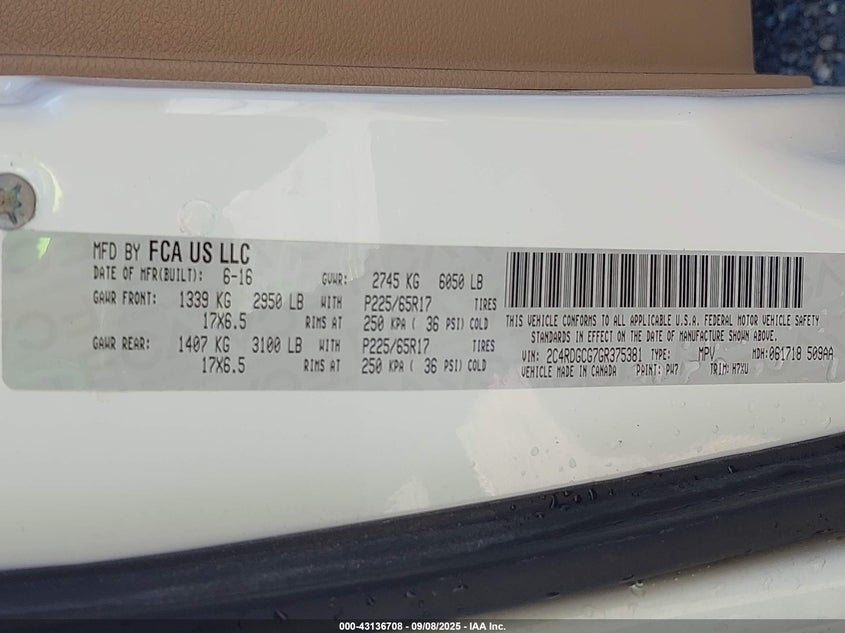 MFD BY FCA US LLC
DATE OF MFR(BUILT): 6-16 GVWR: 2745 KG 6050 LB
GAWR FRONT: 1339 KG 2950 LB WITH P225/65R17 TIRES
17X6.5 RIMS AT 250 KPA ( 36 PSI) COLD
GAWR REAR: 1407 KG 3100 LB WITH P225/65R17 TIRES
17X6.5 RIMS AT 250 KPA ( 36 PSI) COLD
THIS VEHICLE CONFORMS TO ALL APPLICABLE U.S.A. FEDERAL MOTOR VEHICLE SAFETY
STANDARDS IN EFFECT ON THE DATE OF MANUFACTURE SHOWN ABOVE.
VIN: 2C4RDGCG7GR375381 TYPE: MPV MDH: 061718 509AA
VEHICLE MADE IN CANADA PAINT: PW7 TRIM: H7XU
000-43136708 - 09/08/2025 - IAA Inc.